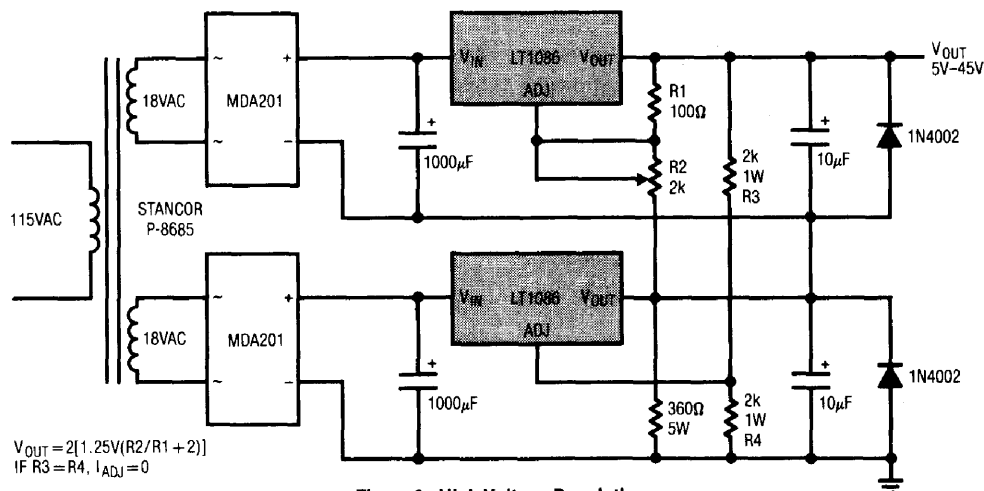 VIN LT1086 VOUT
ADJ
VOUT
5V–45V
18VAC
MDA201
~
~
+
−
+
1000µF
R1
100Ω
R2
2k
2k
1W
R3
+
10µF
1N4002
115VAC
STANCOR
P-8685
VIN LT1086 VOUT
ADJ
18VAC
MDA201
~
~
+
−
+
1000µF
360Ω
5W
2k
1W
R4
+
10µF
1N4002
VOUT = 2[1.25V(R2/R1 + 2)]
IF R3 = R4, IADJ = 0